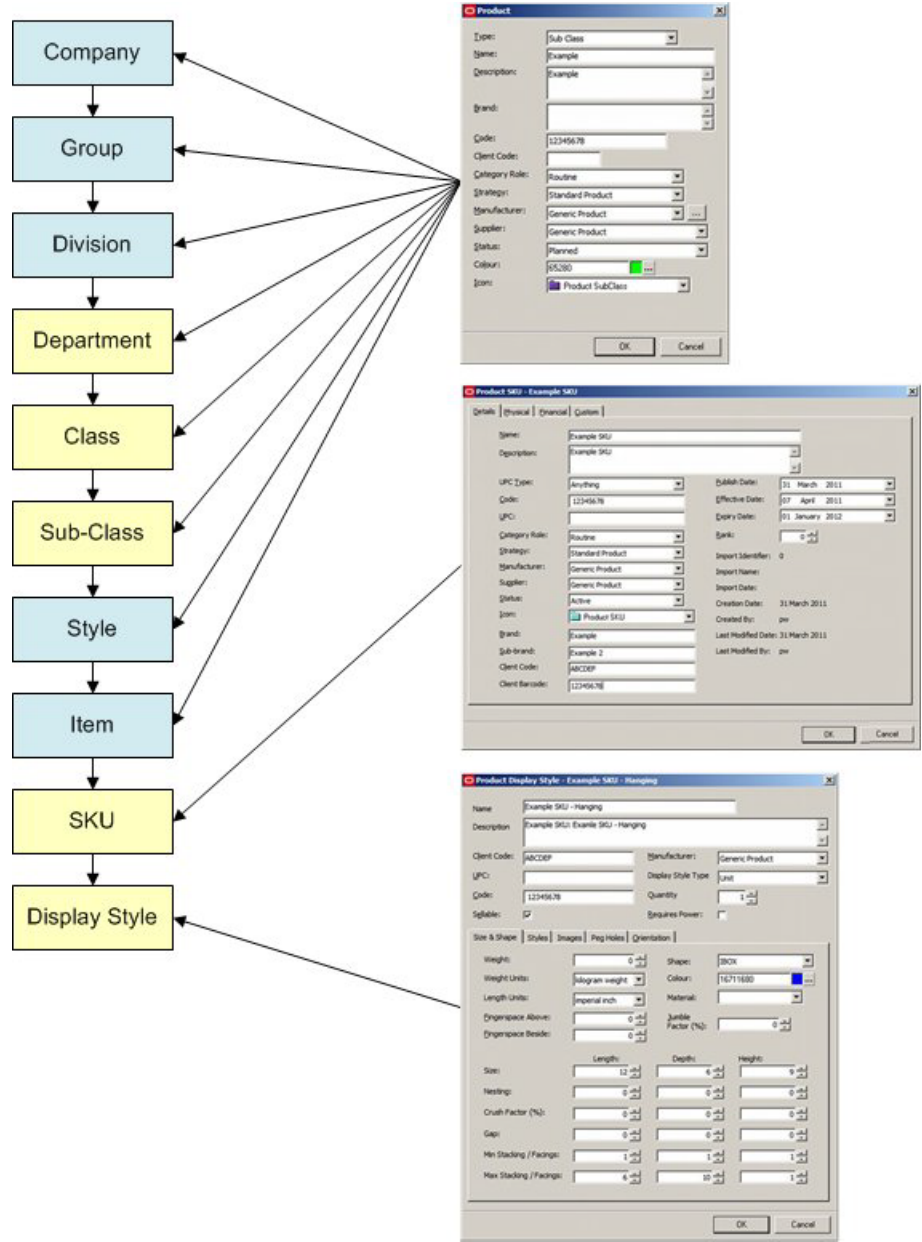 Company
Group
Division
Department
Class
Sub-Class
Style
Item
SKU
Display Style
Product
Type: Sub Class
Name: Example
Description: Example
Brand:
Code: 12345678
Client Code:
Category Role: Routine
Strategy: Standard Product
Manufacturer: Generic Product ...
Supplier: Generic Product
Status: Planned
Colour: 65280 ...
Icon: Product SubClass
OK Cancel
Product SKU - Example SKU
Details Physical Financial Custom
Name: Example SKU
Description: Example SKU
UPC Type: Anything Publish Date: 31 March 2011
Code: 12345678 Effective Date: 07 April 2011
UPC: Expiry Date: 01 January 2012
Category Role: Routine Rank: 0
Strategy: Standard Product Import Identifier: 0
Manufacturer: Generic Product Import Name:
Supplier: Generic Product Import Date:
Status: Active Creation Date: 31 March 2011
Icon: Product SKU Created By: pw
Brand: Example Last Modified Date: 31 March 2011
Sub-brand: Example 2 Last Modified By: pw
Client Code: ABCDEF
Client Barcode: 12345678
OK Cancel
Product Display Style - Example SKU - Hanging
Name Example SKU - Hanging
Description Example SKU: Examle SKU - Hanging
Client Code: ABCDEF Manufacturer: Generic Product
UPC: Display Style Type Unit
Code: 12345678 Quantity 1
Sellable: Requires Power:
Size & Shape Styles Images Peg Holes Orientation
Weight: 0 Shape: IBOX
Weight Units: kilogram weight Colour: 16711680 ...
Length Units: imperial inch Material:
Fingerspace Above: 0 Jumble Factor (%): 0
Fingerspace Beside: 0
Length: Depth: Height:
Size: 12 6 9
Nesting: 0 0 0
Crush Factor (%): 0 0 0
Gap: 0 0 0
Min Stacking / Facings: 1 1 1
Max Stacking / Facings: 6 10 1
OK Cancel